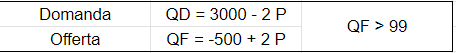 Domanda QD = 3000 - 2 P QF > 99
Offerta QF = -500 + 2 P